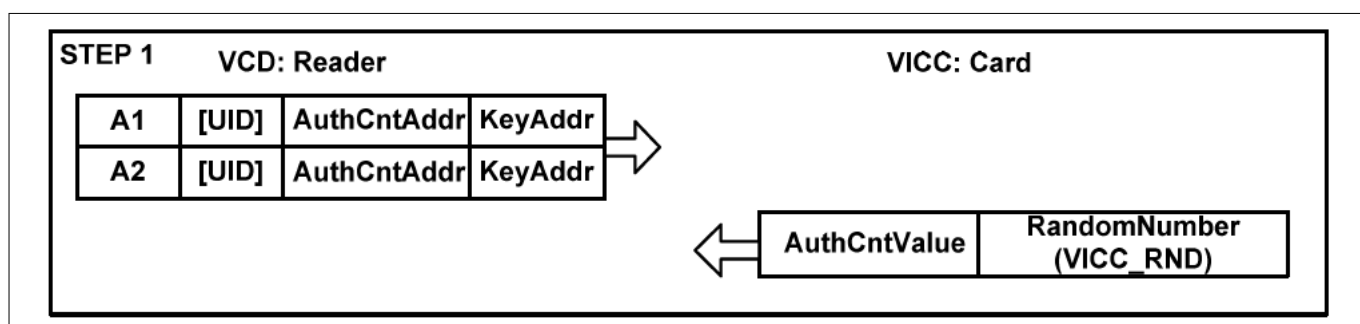 STEP 1 VCD: Reader VICC: Card
A1 [UID] AuthCntAddr KeyAddr
A2 [UID] AuthCntAddr KeyAddr
AuthCntValue RandomNumber
(VICC_RND)